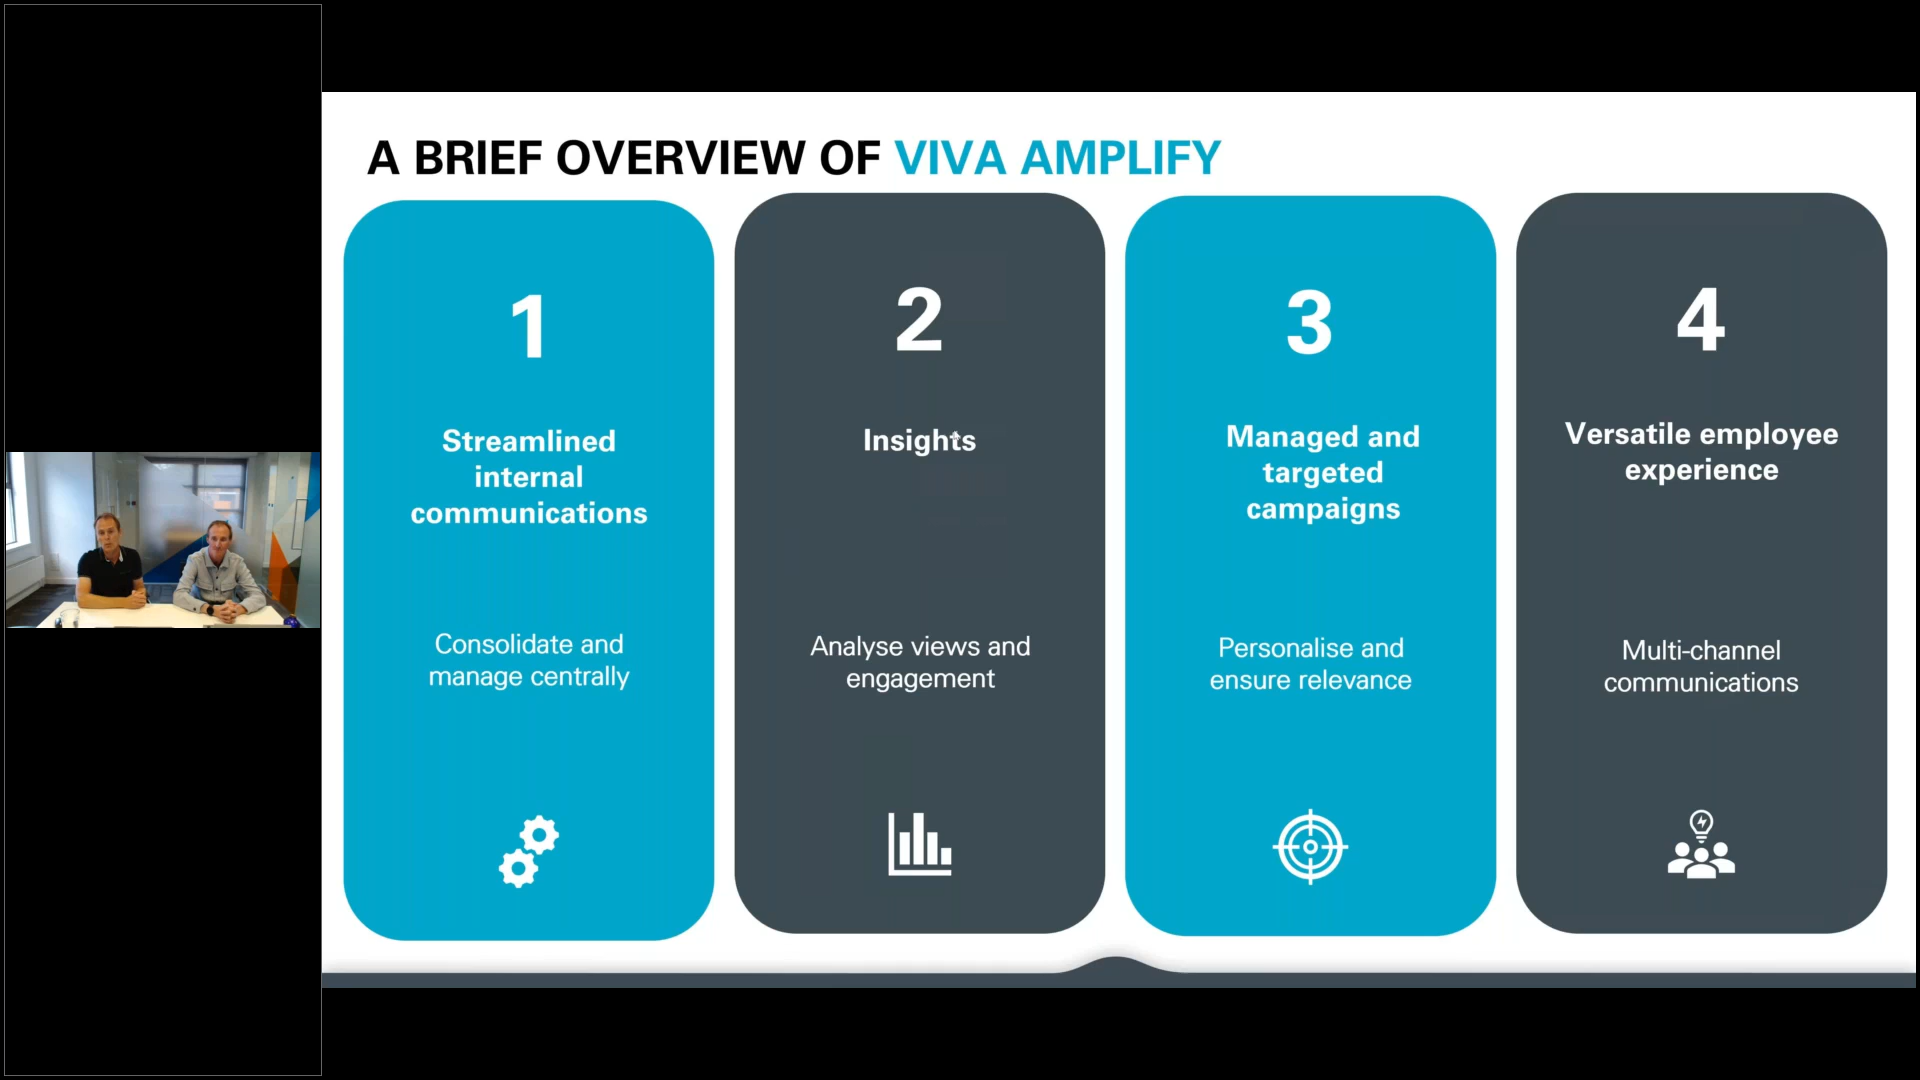 A BRIEF OVERVIEW OF VIVA AMPLIFY
1
Streamlined
internal
communications
Consolidate and
manage centrally
2
Insights
Analyse views and
engagement
3
Managed and
targeted
campaigns
Personalise and
ensure relevance
4
Versatile employee
experience
Multi-channel
communications